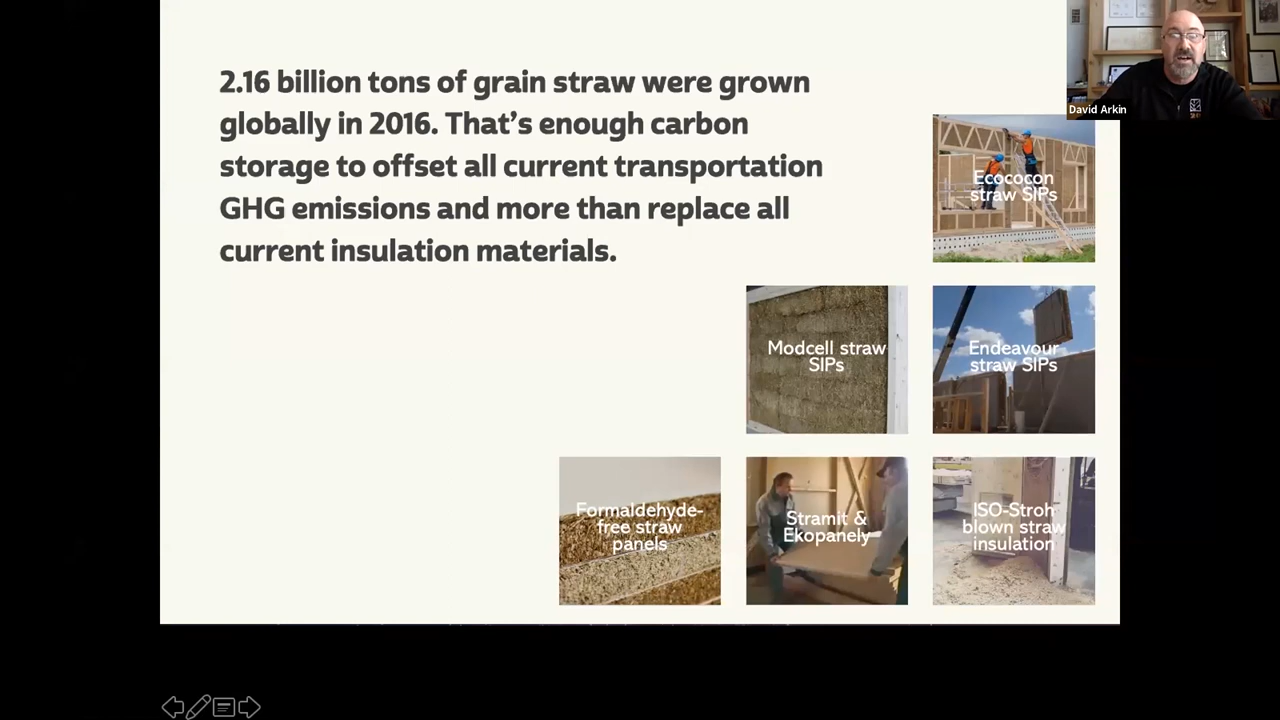 2.16 billion tons of grain straw were grown
globally in 2016. That's enough carbon
storage to offset all current transportation
GHG emissions and more than replace all
current insulation materials.
David Arkin
Ecococon
straw SIPs
Modcell straw
SIPs
Endeavour
straw SIPs
Formaldehyde-
free straw
panels
Stramit &
Ekopanely
ISO-Stroh
blown straw
insulation